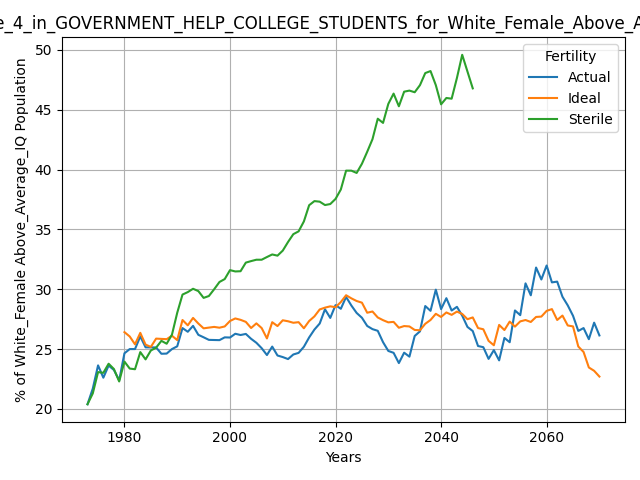 e_4_in_GOVERNMENT_HELP_COLLEGE_STUDENTS_for_White_Female_Above_A
Fertility
Actual
Ideal
Sterile
% of White_Female Above_Average_IQ Population
50
45
40
35
30
25
20
1980
2000
2020
2040
2060
Years